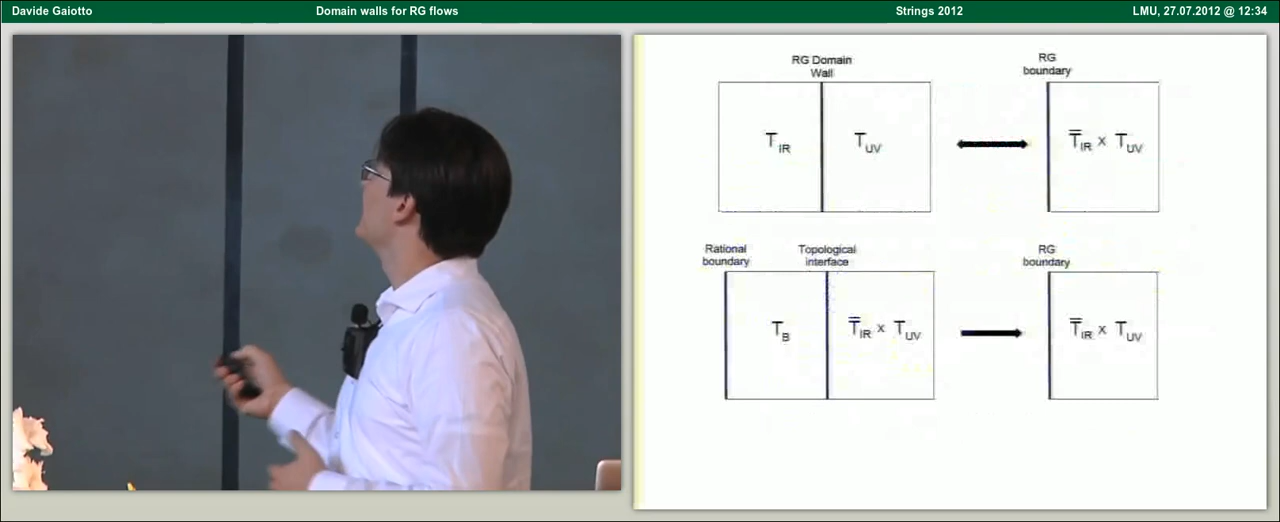 Davide Gaiotto Domain walls for RG flows Strings 2012 LMU, 27.07.2012 @ 12:34
RG Domain
Wall
RG
boundary
T_IR
T_UV
T̿_IR x T_UV
Rational
boundary
Topological
interface
RG
boundary
T_B
T̿_IR x T_UV
T̿_IR x T_UV